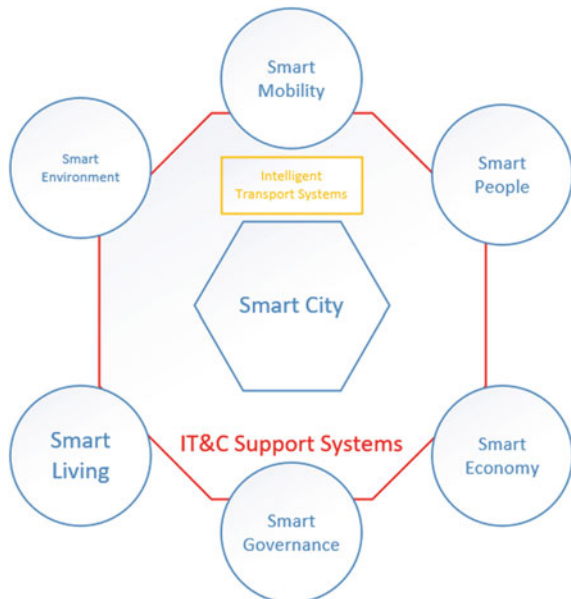 Smart
Mobility
Smart
Environment
Intelligent
Transport Systems
Smart
People
Smart City
Smart
Living
IT&C Support Systems
Smart
Economy
Smart
Governance